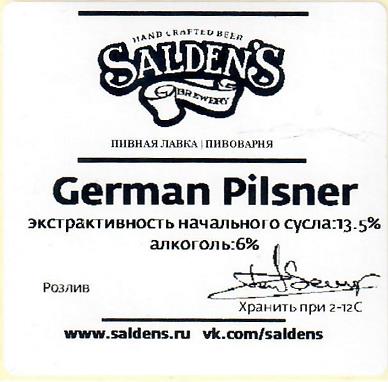 HAND CRAFTED BEER
SALDEN'S
BREWERY
ПИВНАЯ ЛАВКА | ПИВОВАРНЯ
German Pilsner
экстрактивность начального сусла:13.5%
алкоголь:6%
Розлив
Хранить при 2-12С
www.saldens.ru vk.com/saldens